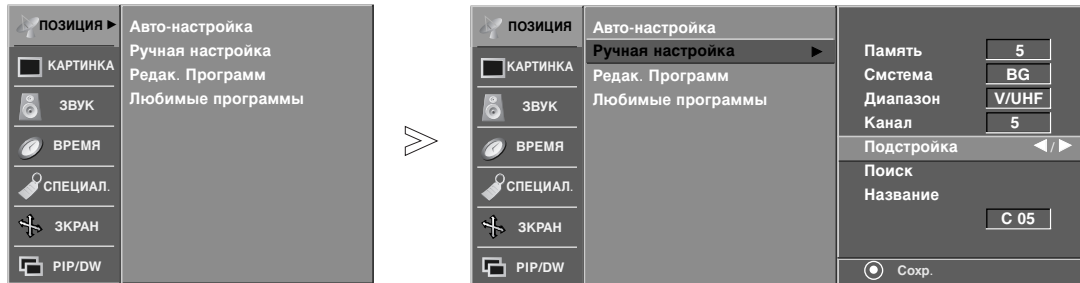 ПОЗИЦИЯ ▶
КАРТИНКА
ЗВУК
ВРЕМЯ
СПЕЦИАЛ.
ЗКРАН
PIP/DW
Авто-настройка
Ручная настройка
Редак. Программ
Любимые программы
ПОЗИЦИЯ
КАРТИНКА
ЗВУК
ВРЕМЯ
СПЕЦИАЛ.
ЗКРАН
PIP/DW
Авто-настройка
Ручная настройка ▶
Редак. Программ
Любимые программы
Память 5
Смстема BG
Диапазон V/UHF
Канал 5
Подстройка ◀/▶
Поиск
Название
C 05
Сохр.